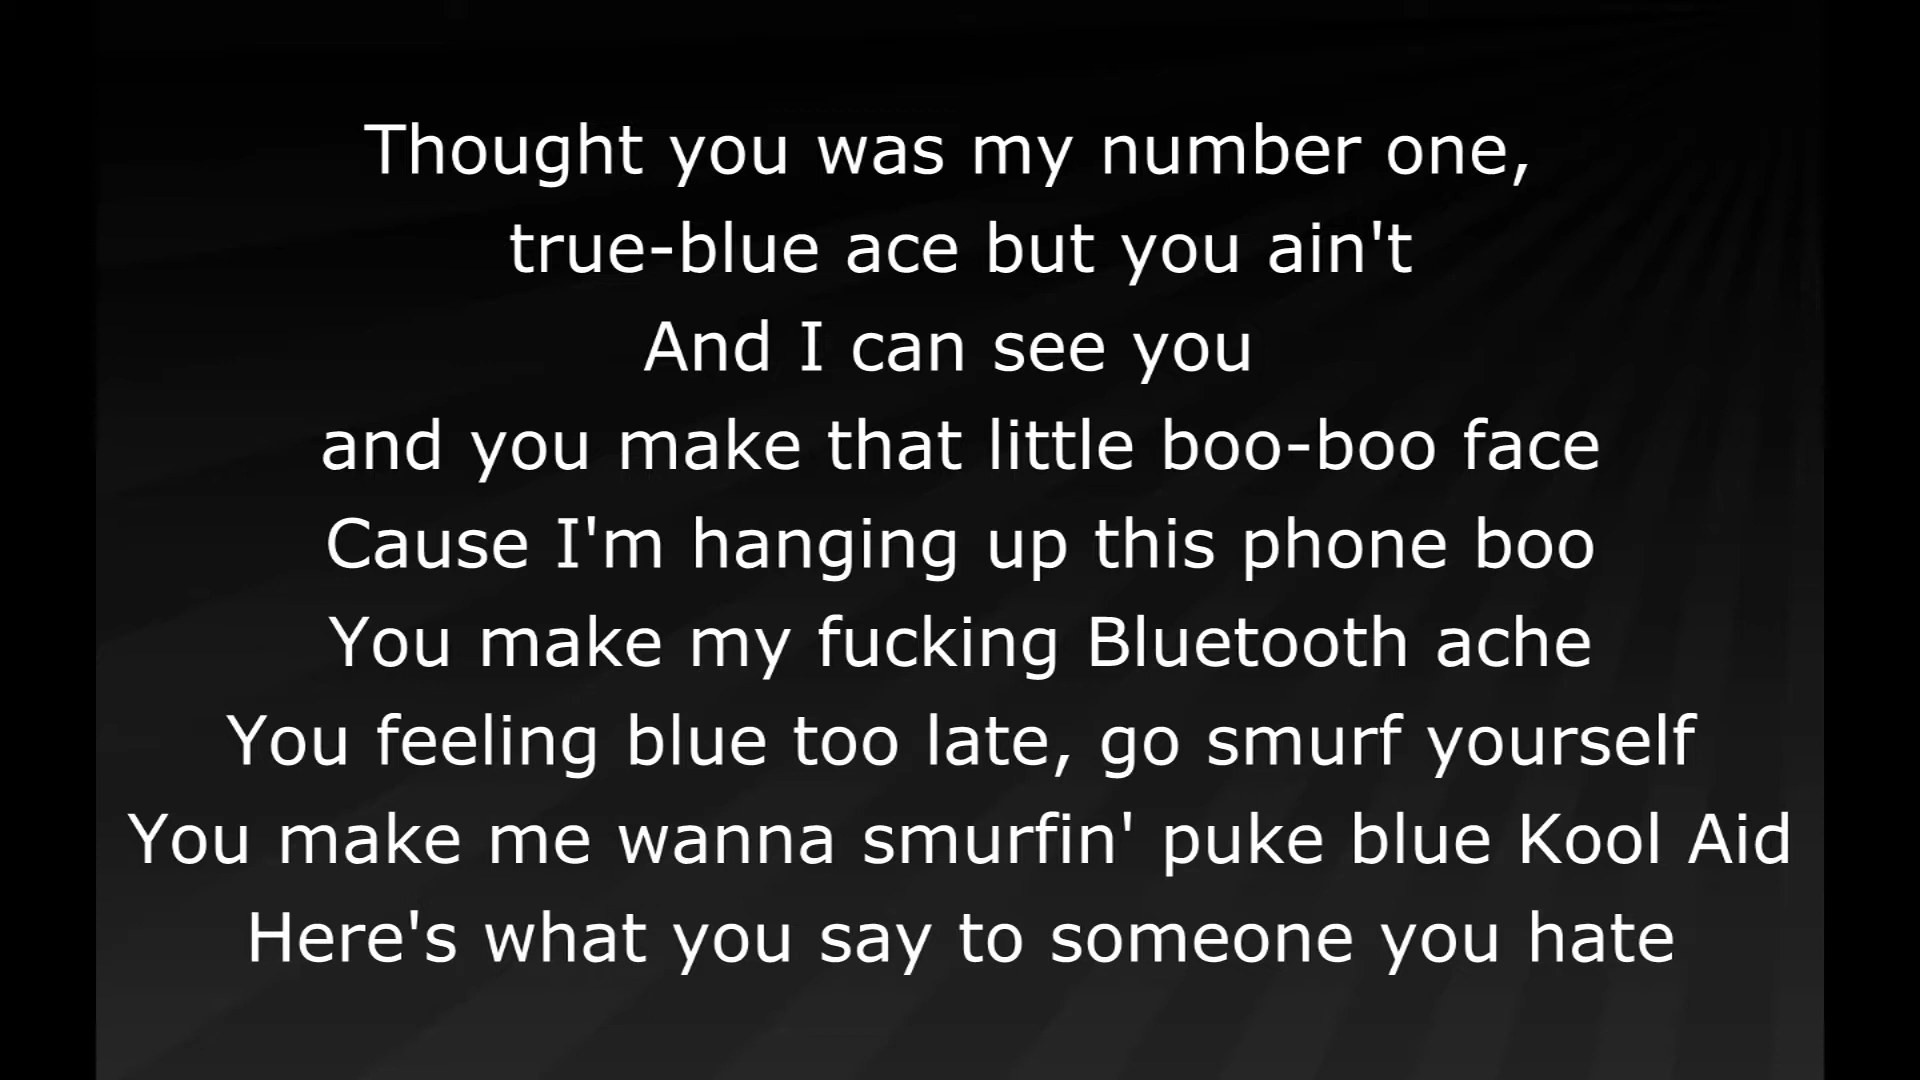 Thought you was my number one,
true-blue ace but you ain't
And I can see you
and you make that little boo-boo face
Cause I'm hanging up this phone boo
You make my fucking Bluetooth ache
You feeling blue too late, go smurf yourself
You make me wanna smurfin' puke blue Kool Aid
Here's what you say to someone you hate